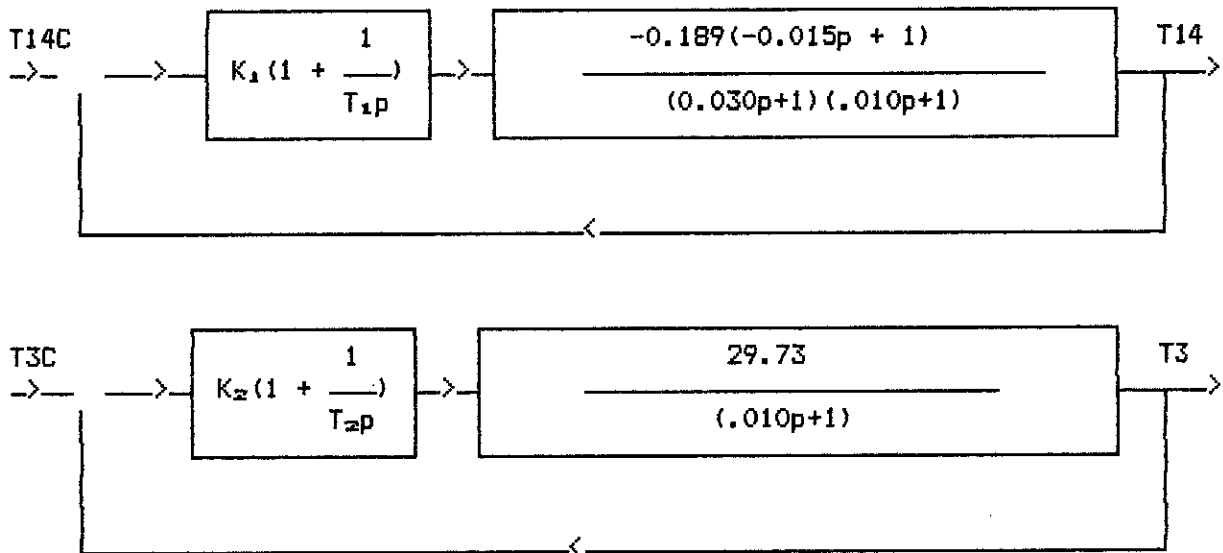 T14C
1
K₁(1 + ―)
T₁p
-0.189(-0.015p + 1)
(0.030p+1)(.010p+1)
T14
T3C
1
K₂(1 + ―)
T₂p
29.73
(.010p+1)
T3